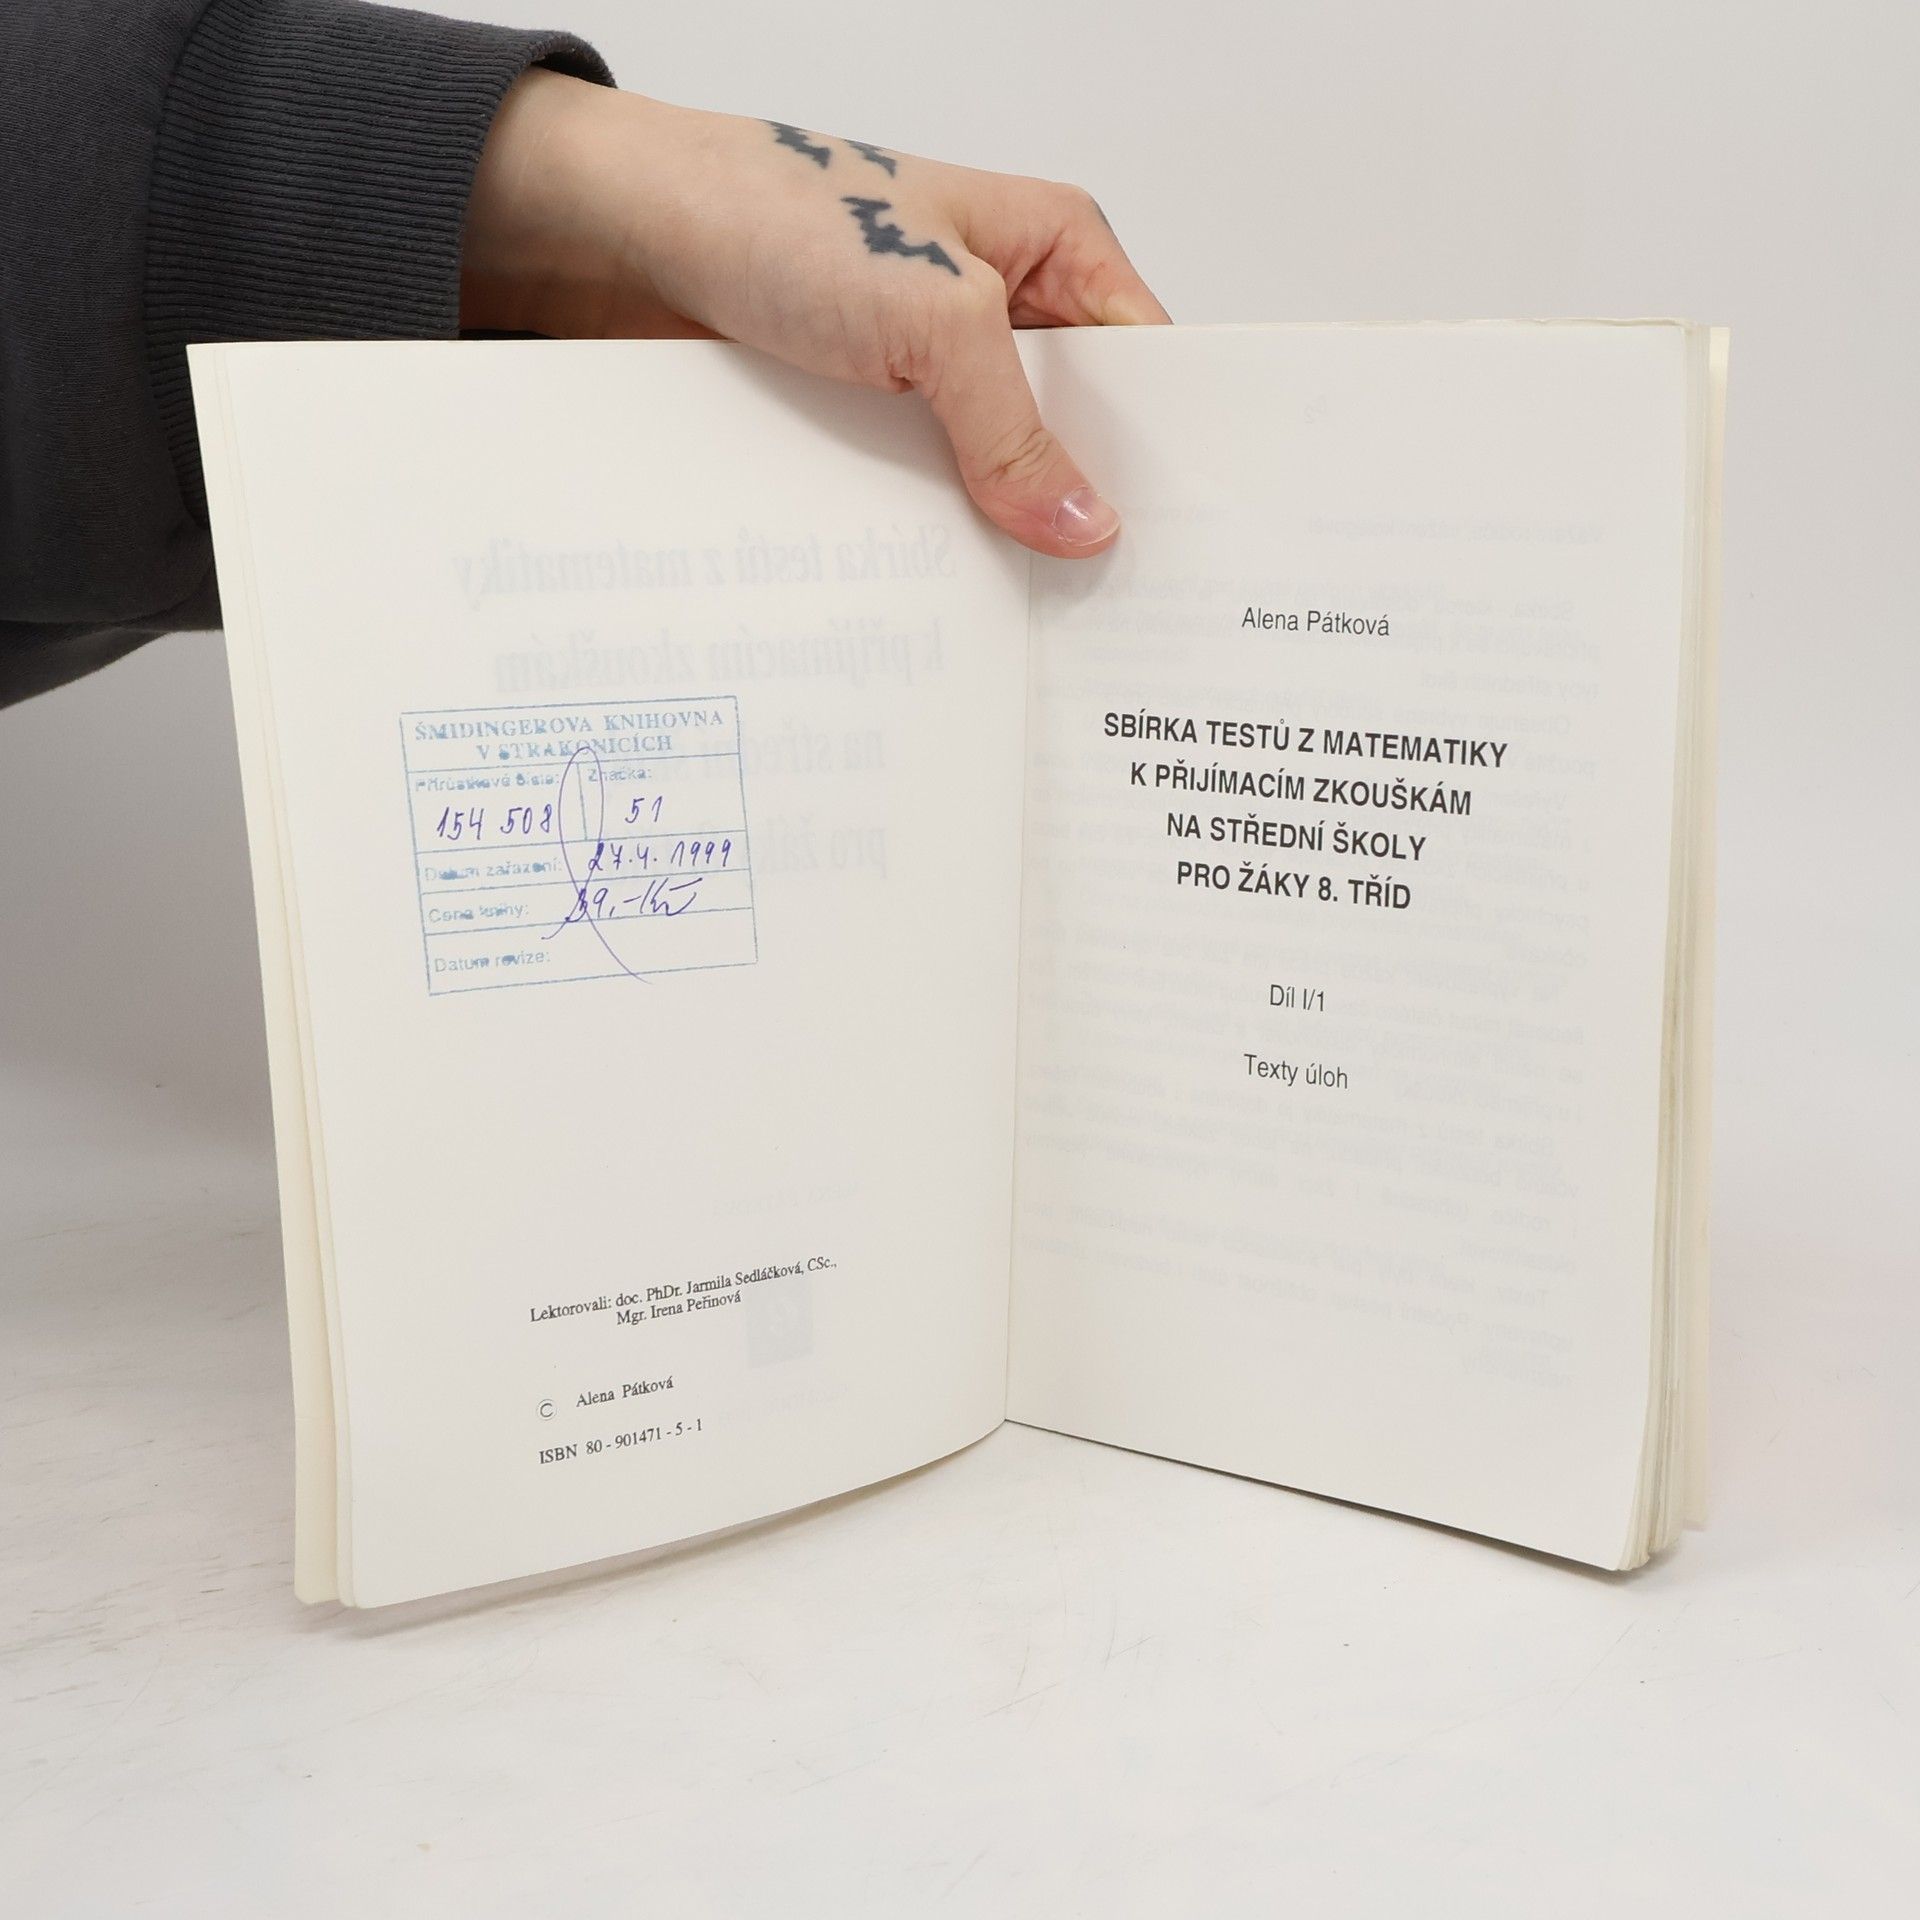 ŠMIDINGEROVA KNIHOVNA
V STRAKONICÍCH
Přírůstkové číslo: Značka:
154 508 51
Datum zařazení: 27.4.1999
Cena knihy: 39,-Kč
Datum revize:
Lektorovali: doc. PhDr. Jarmila Sedláčková, CSc.,
Mgr. Irena Peřinová
© Alena Pátková
ISBN 80 - 901471 - 5 - 1
Alena Pátková
SBÍRKA TESTŮ Z MATEMATIKY
K PŘIJÍMACÍM ZKOUŠKÁM
NA STŘEDNÍ ŠKOLY
PRO ŽÁKY 8. TŘÍD
Díl I/1
Texty úloh